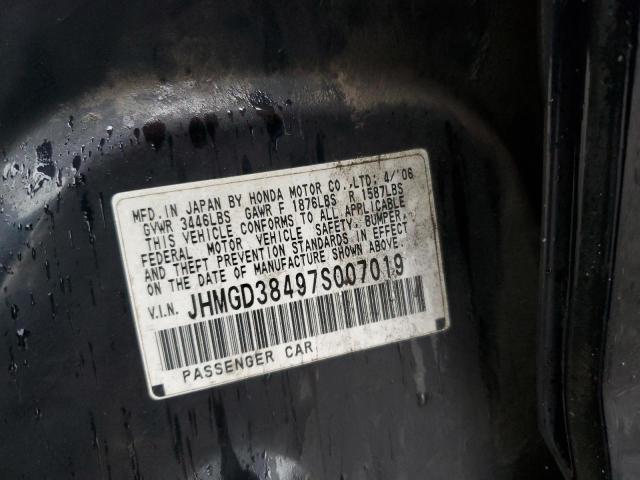 MFD. IN JAPAN BY HONDA MOTOR CO., LTD: 4/'06
GVWR 3446LBS GAWR F 1876LBS R 1587LBS
THIS VEHICLE CONFORMS TO ALL APPLICABLE
FEDERAL MOTOR VEHICLE SAFETY, BUMPER,
AND THEFT PREVENTION STANDARDS IN EFFECT
ON THE DATE OF MANUFACTURE SHOWN ABOVE.
V.I.N. JHMGD38497S007019
PASSENGER CAR